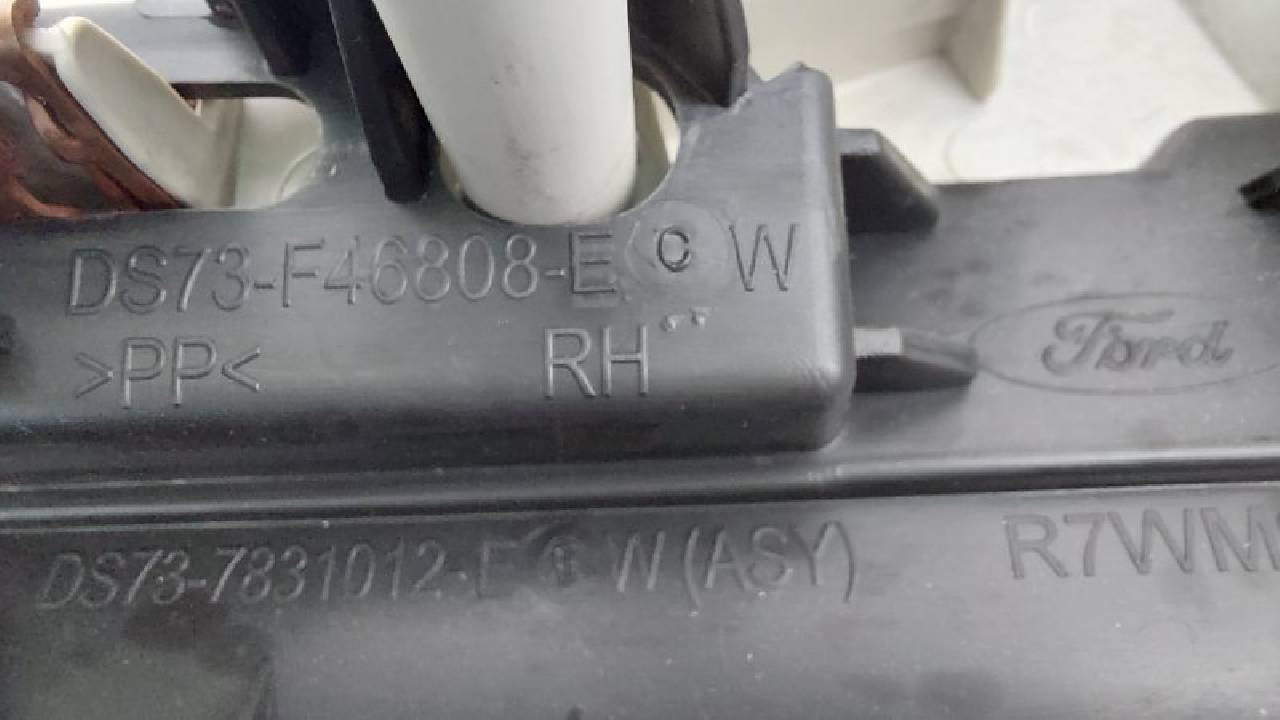 DS73-F46808-E C W
>PP< RH
Ford
DS73-7831012-E W (ASY)
R7WM